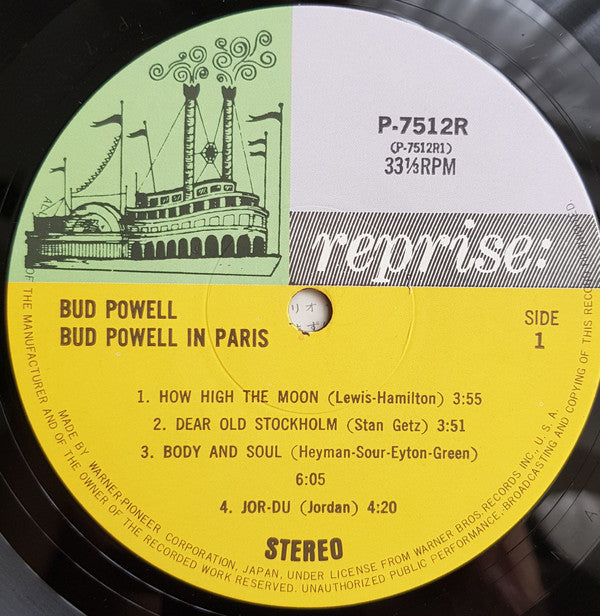 P-7512R
(P-7512R1)
33⅓RPM
reprise:
BUD POWELL
BUD POWELL IN PARIS
SIDE
1
リオ
1. HOW HIGH THE MOON (Lewis-Hamilton) 3:55
2. DEAR OLD STOCKHOLM (Stan Getz) 3:51
3. BODY AND SOUL (Heyman-Sour-Eyton-Green)
6:05
4. JOR-DU (Jordan) 4:20
STEREO
MADE BY WARNER-PIONEER CORPORATION, JAPAN, UNDER LICENSE FROM WARNER BROS. RECORDS INC., U.S.A.
OF THE MANUFACTURER AND OF THE OWNER OF THE RECORDED WORK RESERVED. UNAUTHORIZED PUBLIC PERFORMANCE, BROADCASTING AND COPYING OF THIS RECORD